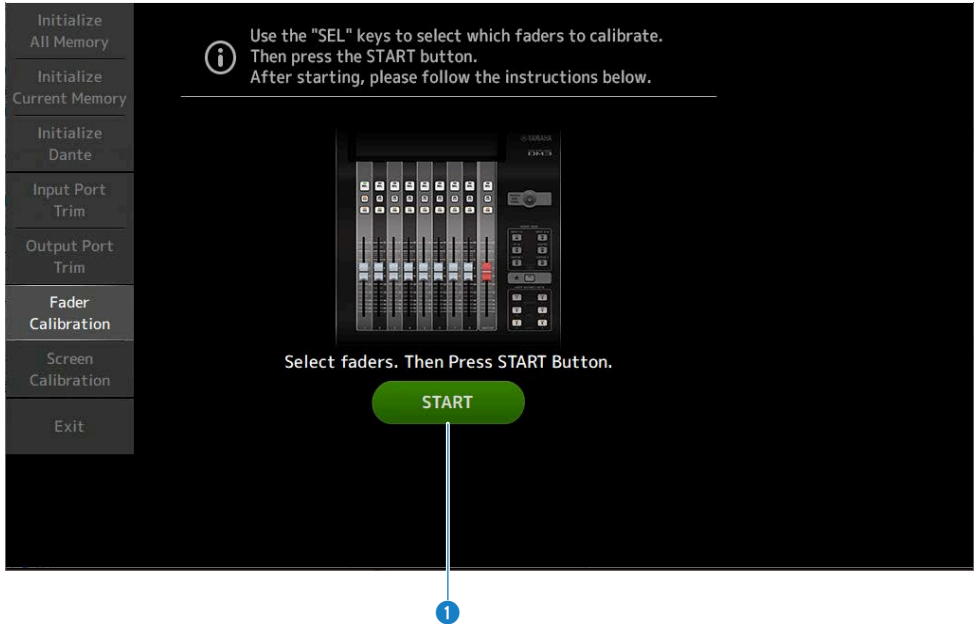 Initialize
All Memory
Initialize
Current Memory
Initialize
Dante
Input Port
Trim
Output Port
Trim
Fader
Calibration
Screen
Calibration
Exit
Use the "SEL" keys to select which faders to calibrate.
Then press the START button.
After starting, please follow the instructions below.
YAMAHA
DM3
Select faders. Then Press START Button.
START
1